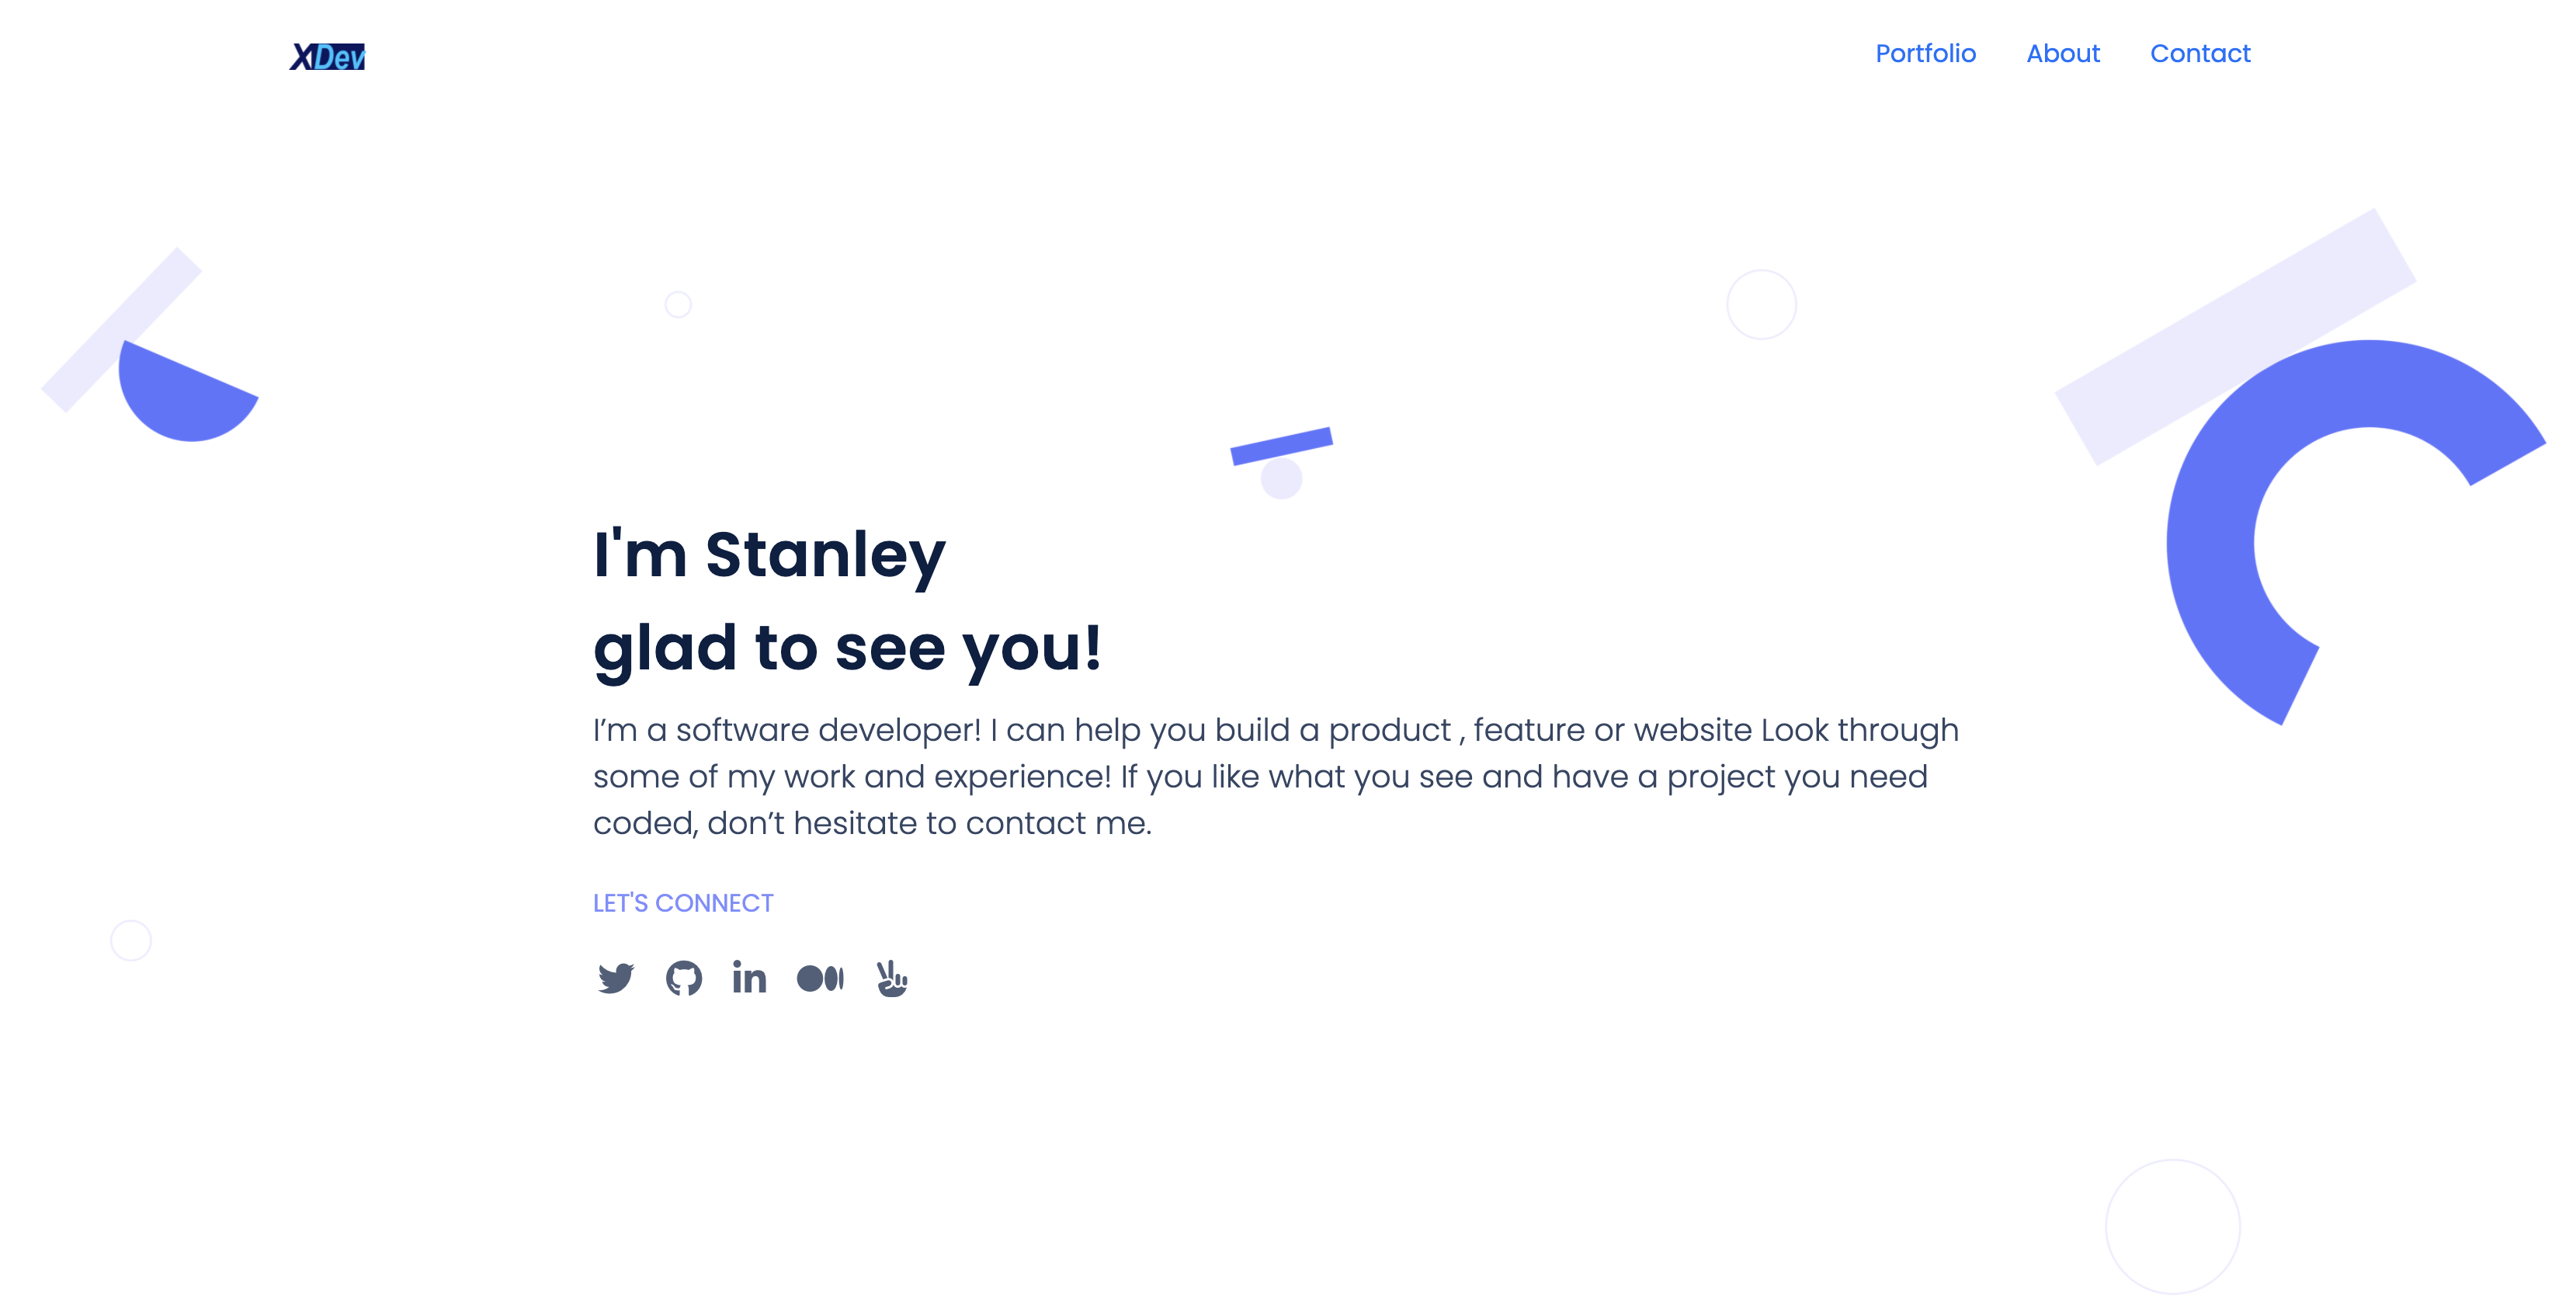 XDev
Portfolio
About
Contact
I'm Stanley
glad to see you!
I’m a software developer! I can help you build a product , feature or website Look through
some of my work and experience! If you like what you see and have a project you need
coded, don’t hesitate to contact me.
LET'S CONNECT
in